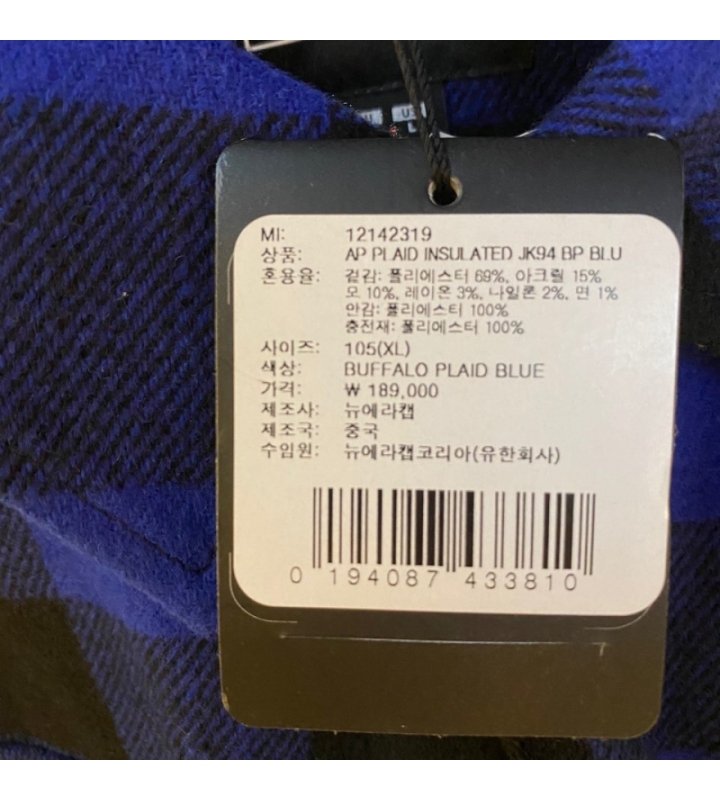 MI: 12142319
상품: AP PLAID INSULATED JK94 BP BLU
혼용율: 겉감:폴리에스터 69%, 아크릴 15%
모 10%, 레이온 3%, 나일론 2%, 면 1%
안감: 폴리에스터 100%
충전재: 폴리에스터 100%
사이즈: 105(XL)
색상: BUFFALO PLAID BLUE
가격: ₩ 189,000
제조사: 뉴에라캡
제조국: 중국
수입원: 뉴에라캡코리아(유한회사)
0 194087 433810